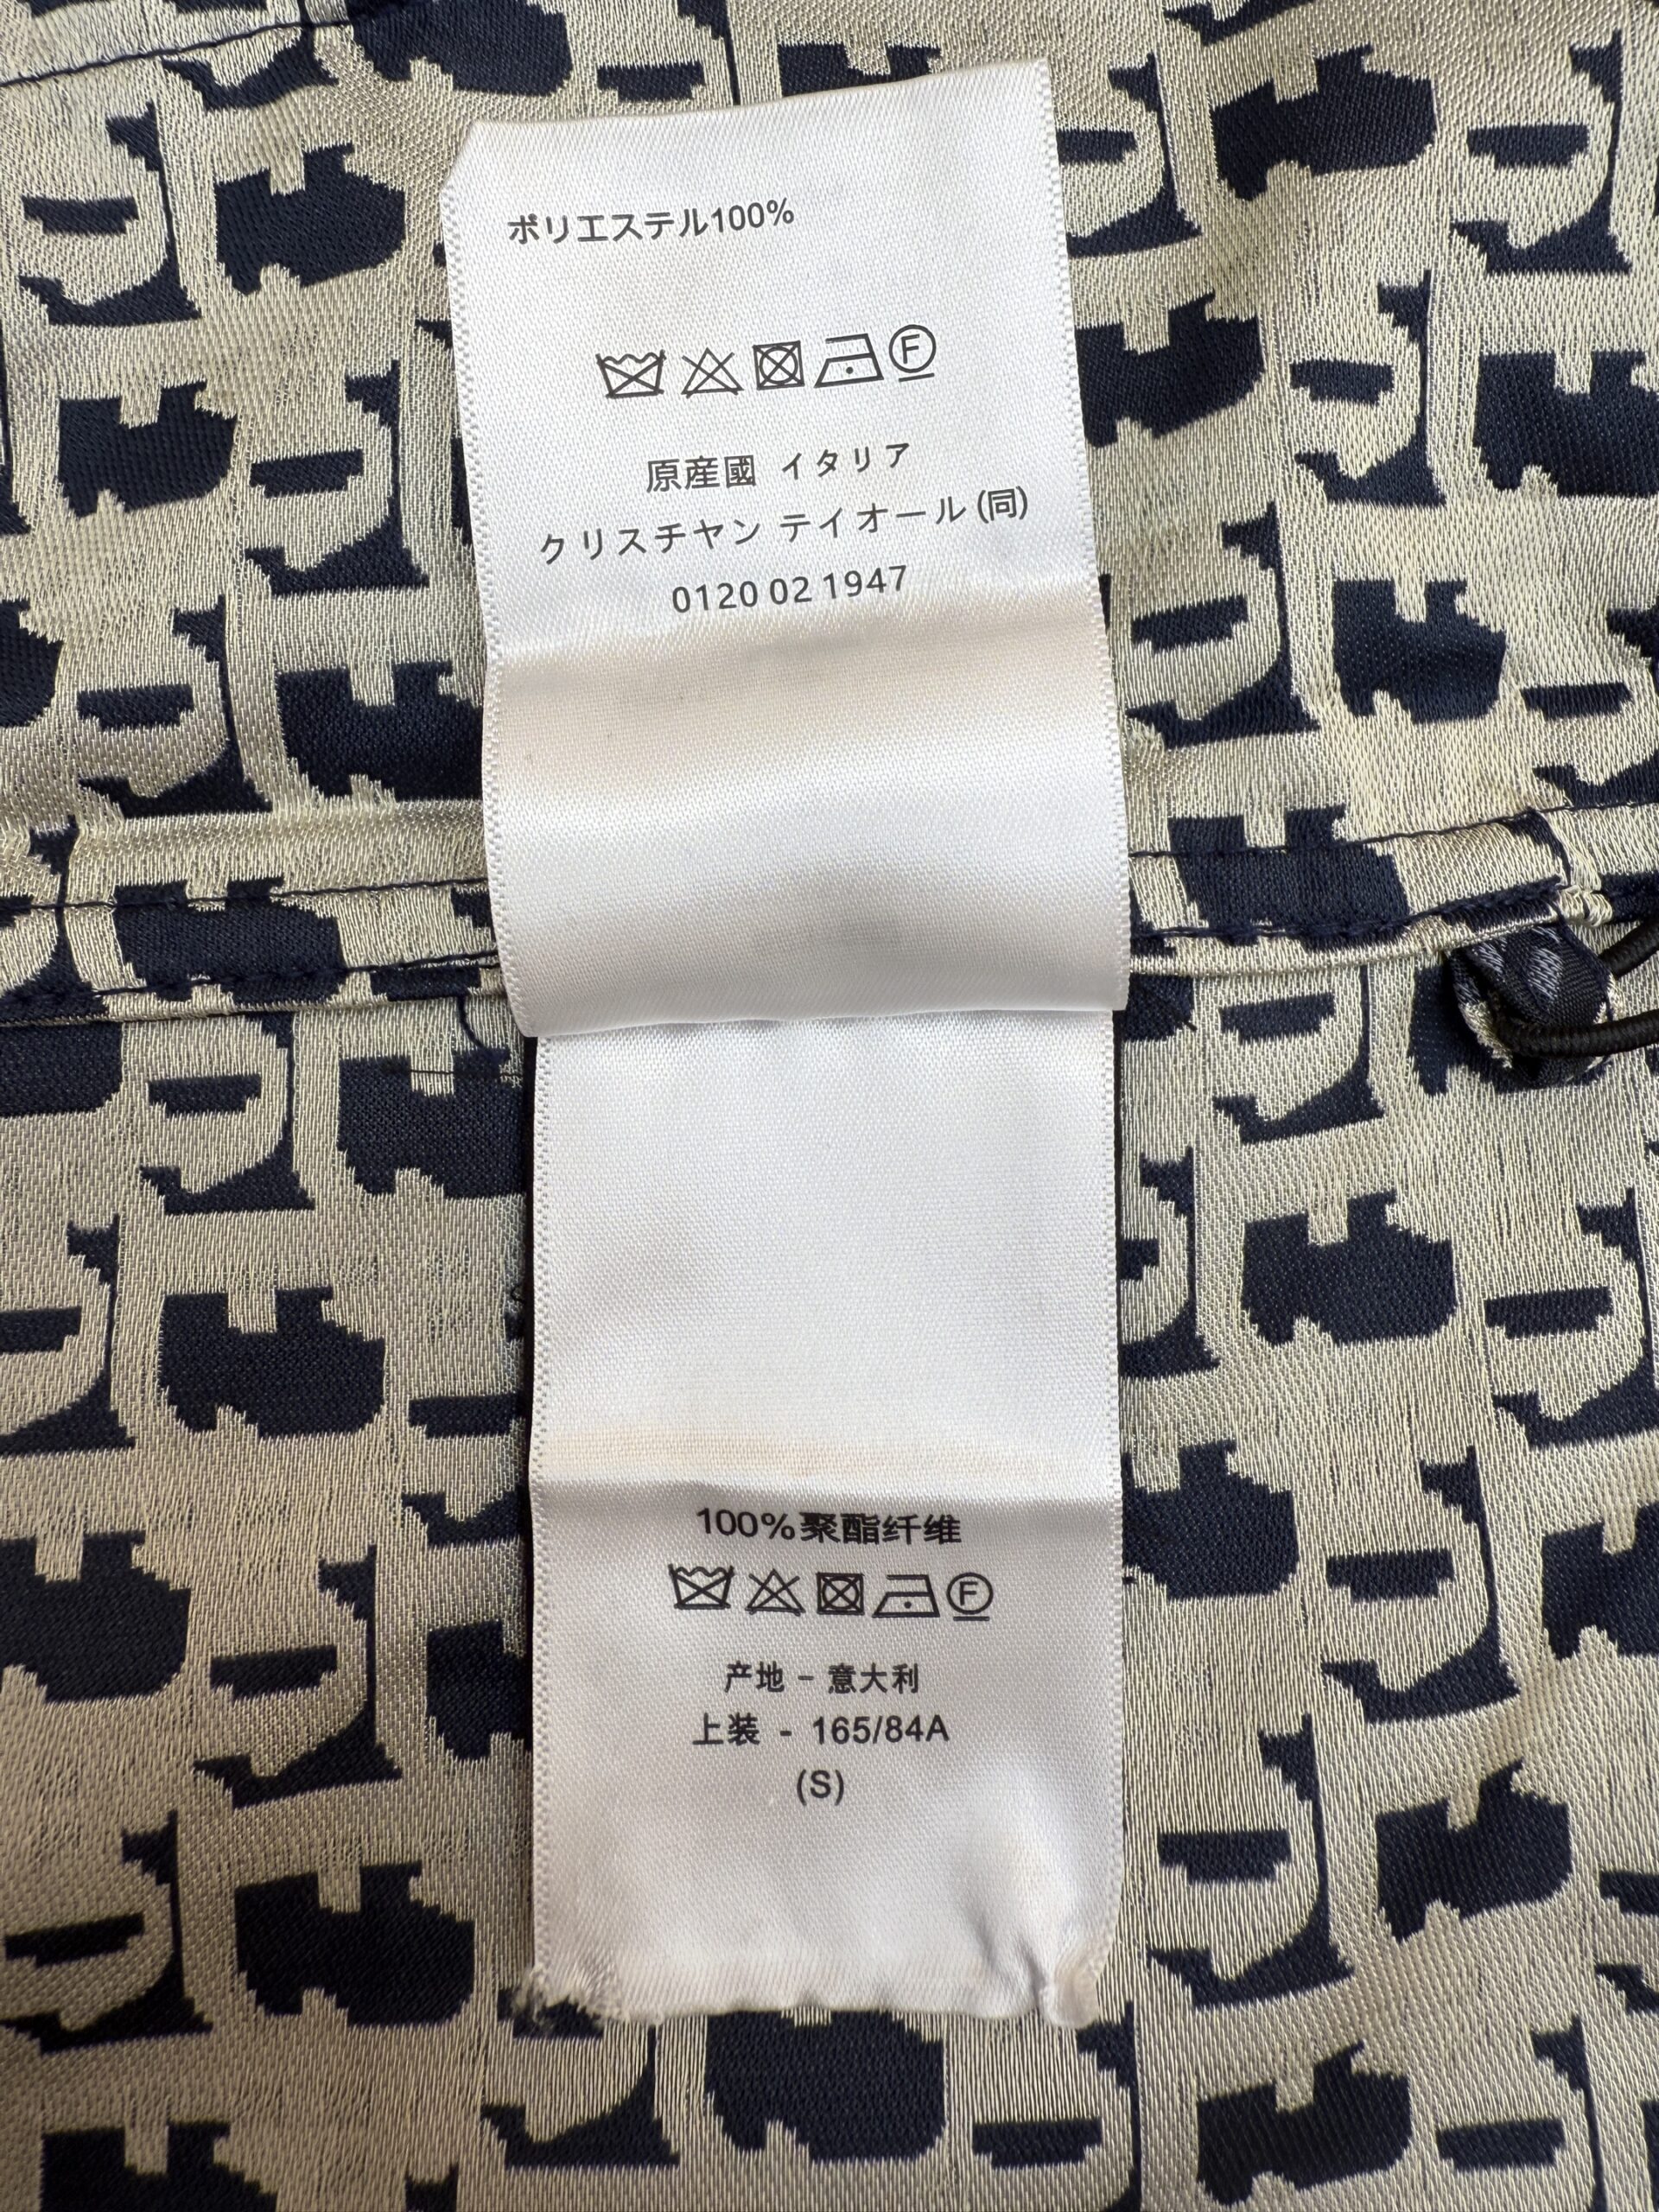 ポリエステル100%
F
原産國 イタリア
クリスチヤン テイオール (同)
0120 02 1947
100%聚酯纤维
F
产地 - 意大利
上装 - 165/84A
(S)